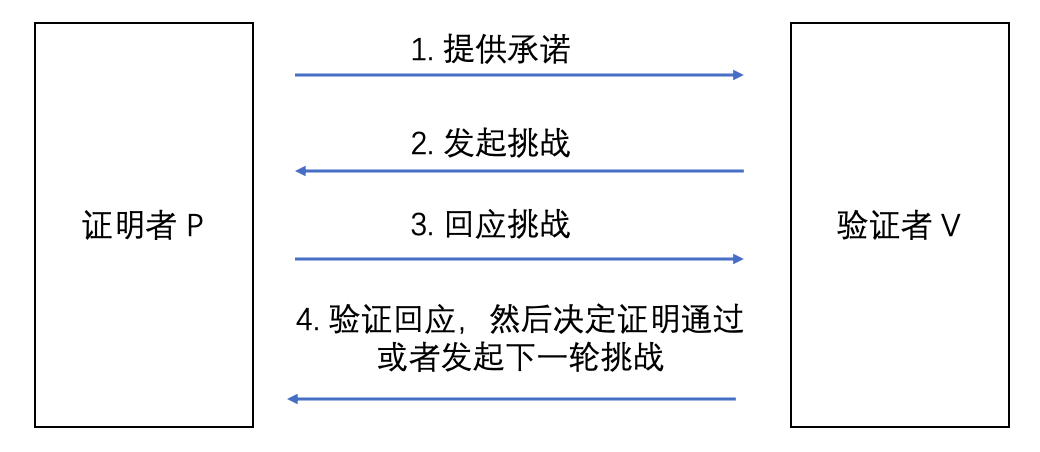 1. 提供承诺
2. 发起挑战
证明者 P
3. 回应挑战
验证者 V
4. 验证回应，然后决定证明通过
或者发起下一轮挑战